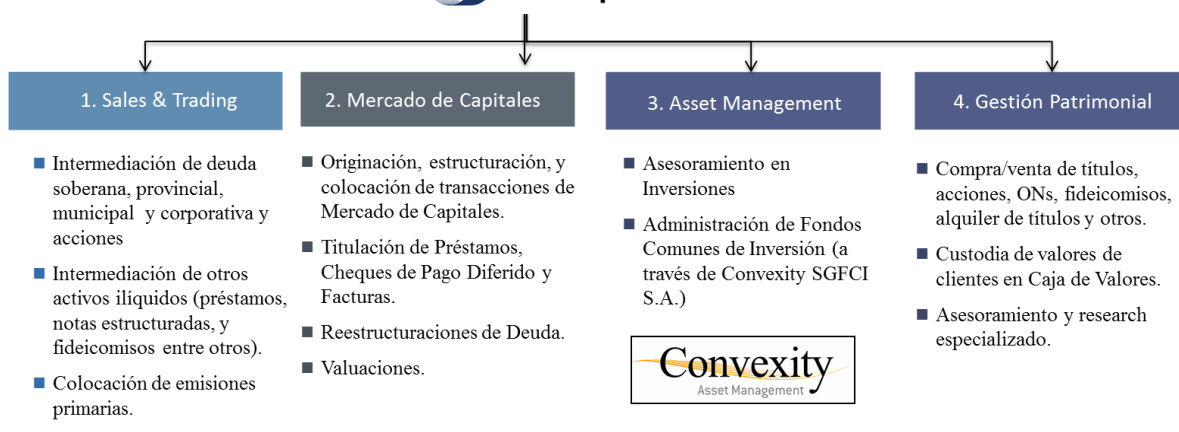 1. Sales & Trading
Intermediación de deuda
soberana, provincial,
municipal y corporativa y
acciones
Intermediación de otros
activos ilíquidos (préstamos,
notas estructuradas, y
fideicomisos entre otros).
Colocación de emisiones
primarias.
2. Mercado de Capitales
Originación, estructuración, y
colocación de transacciones de
Mercado de Capitales.
Titulación de Préstamos,
Cheques de Pago Diferido y
Facturas.
Reestructuraciones de Deuda.
Valuaciones.
3. Asset Management
Asesoramiento en
Inversiones
Administración de Fondos
Comunes de Inversión (a
través de Convexity SGFCI
S.A.)
Convexity
Asset Management
4. Gestión Patrimonial
Compra/venta de títulos,
acciones, ONs, fideicomisos,
alquiler de títulos y otros.
Custodia de valores de
clientes en Caja de Valores.
Asesoramiento y research
especializado.